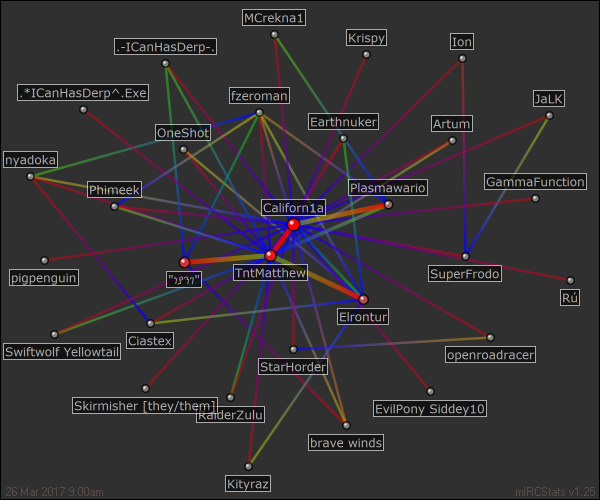 MCrekna1
Krispy
Ion
.-ICanHasDerp-.
.*ICanHasDerp^.Exe
fzeroman
JaLK
OneShot
Earthnuker
Artum
nyadoka
Phimeek
Plasmawario
GammaFunction
Californ1a
pigpenguin
TntMatthew
SuperFrodo
Rú
Elrontur
Swiftwolf Yellowtail
Ciastex
StarHorder
openroadracer
Skirmisher [they/them]
RaiderZulu
EvilPony Siddey10
brave winds
Kityraz
26 Mar 2017 9:00am
mIRCStats v1.25